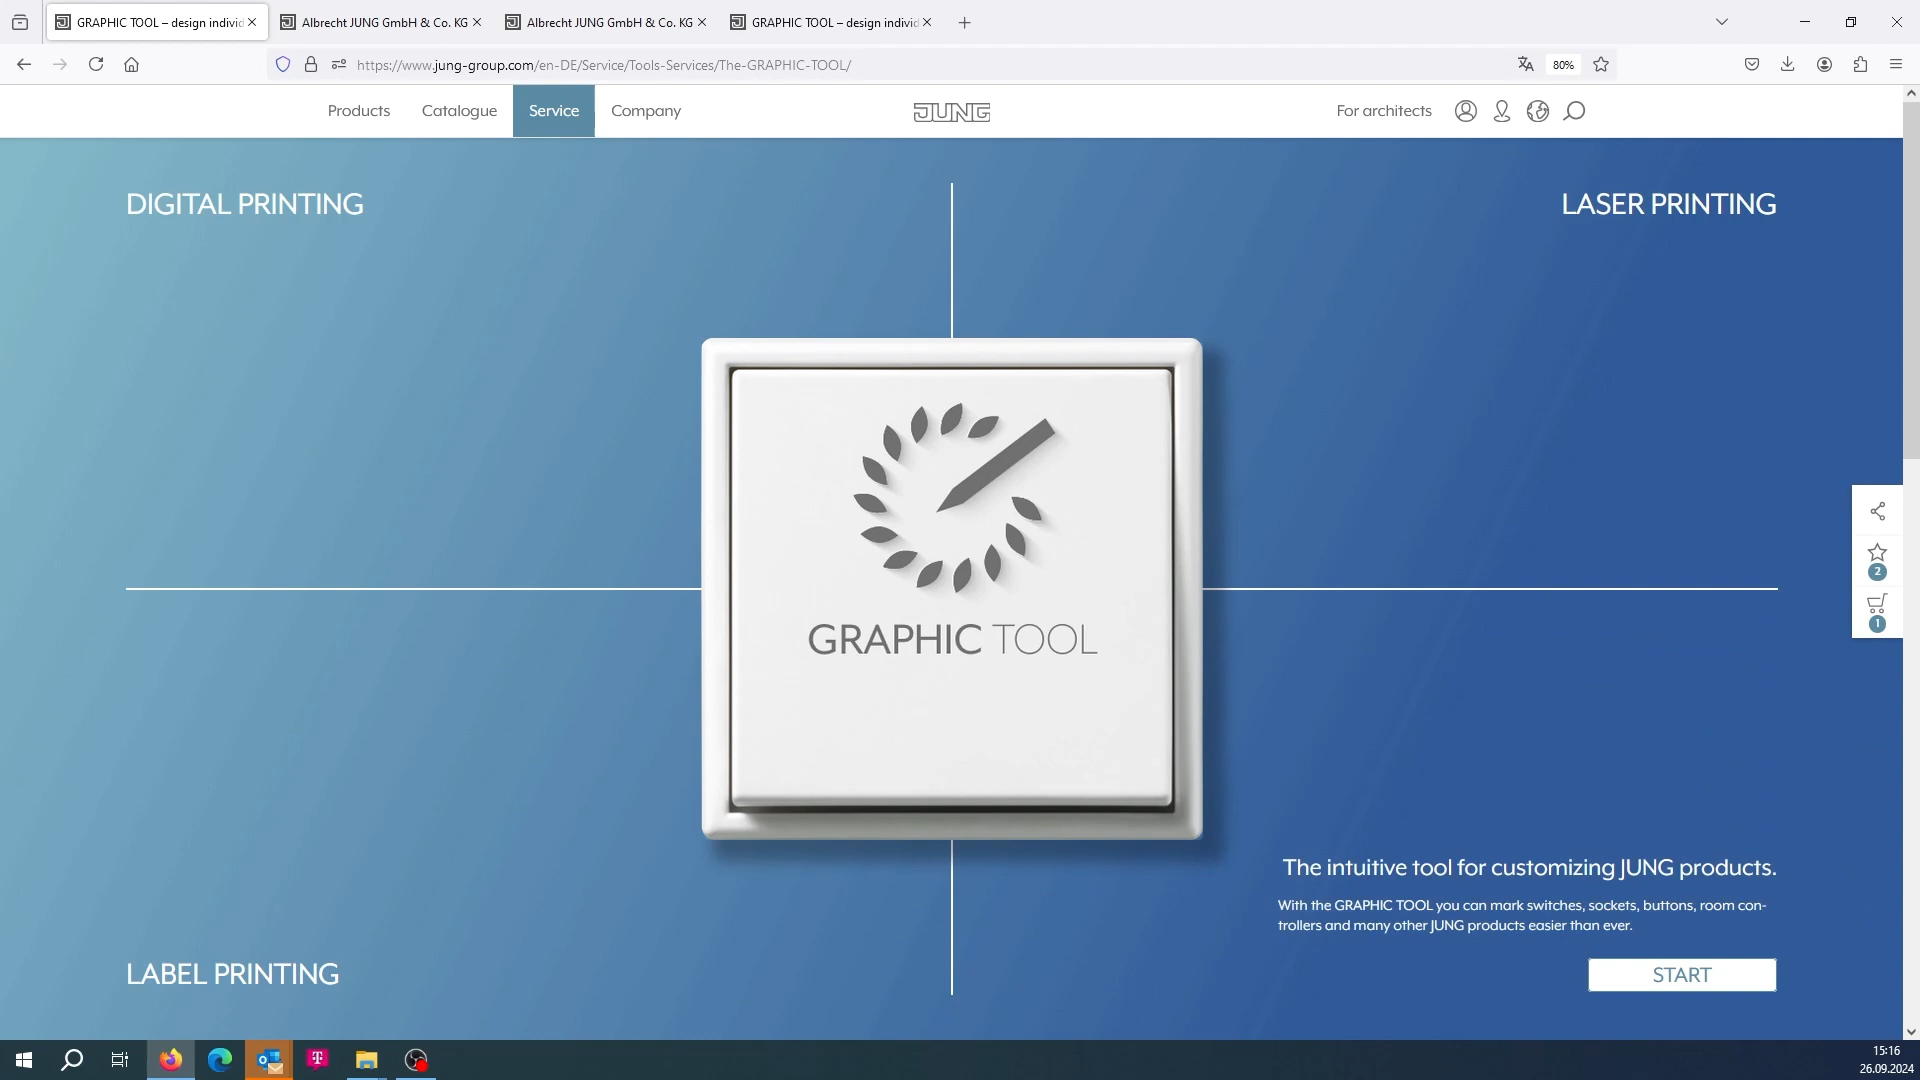 GRAPHIC TOOL – design individ
Albrecht JUNG GmbH & Co. KG
Albrecht JUNG GmbH & Co. KG
GRAPHIC TOOL – design individ
https://www.jung-group.com/en-DE/Service/Tools-Services/The-GRAPHIC-TOOL/
80%
Products
Catalogue
Service
Company
JUNG
For architects
DIGITAL PRINTING
LASER PRINTING
GRAPHIC TOOL
2
1
The intuitive tool for customizing JUNG products.
With the GRAPHIC TOOL you can mark switches, sockets, buttons, room con-
trollers and many other JUNG products easier than ever.
LABEL PRINTING
START
15:16
26.09.2024